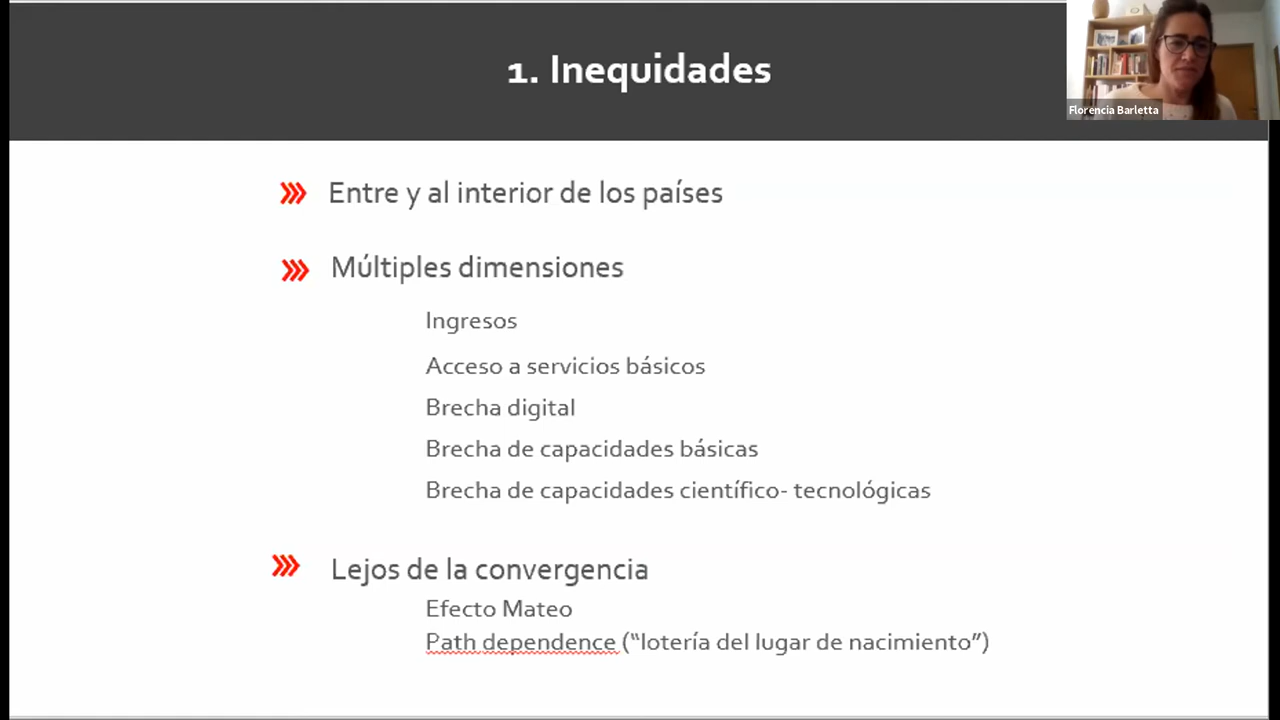 1. Inequidades
Florencia Barletta
Entre y al interior de los países
Múltiples dimensiones
Ingresos
Acceso a servicios básicos
Brecha digital
Brecha de capacidades básicas
Brecha de capacidades científico- tecnológicas
Lejos de la convergencia
Efecto Mateo
Path dependence (“lotería del lugar de nacimiento”)